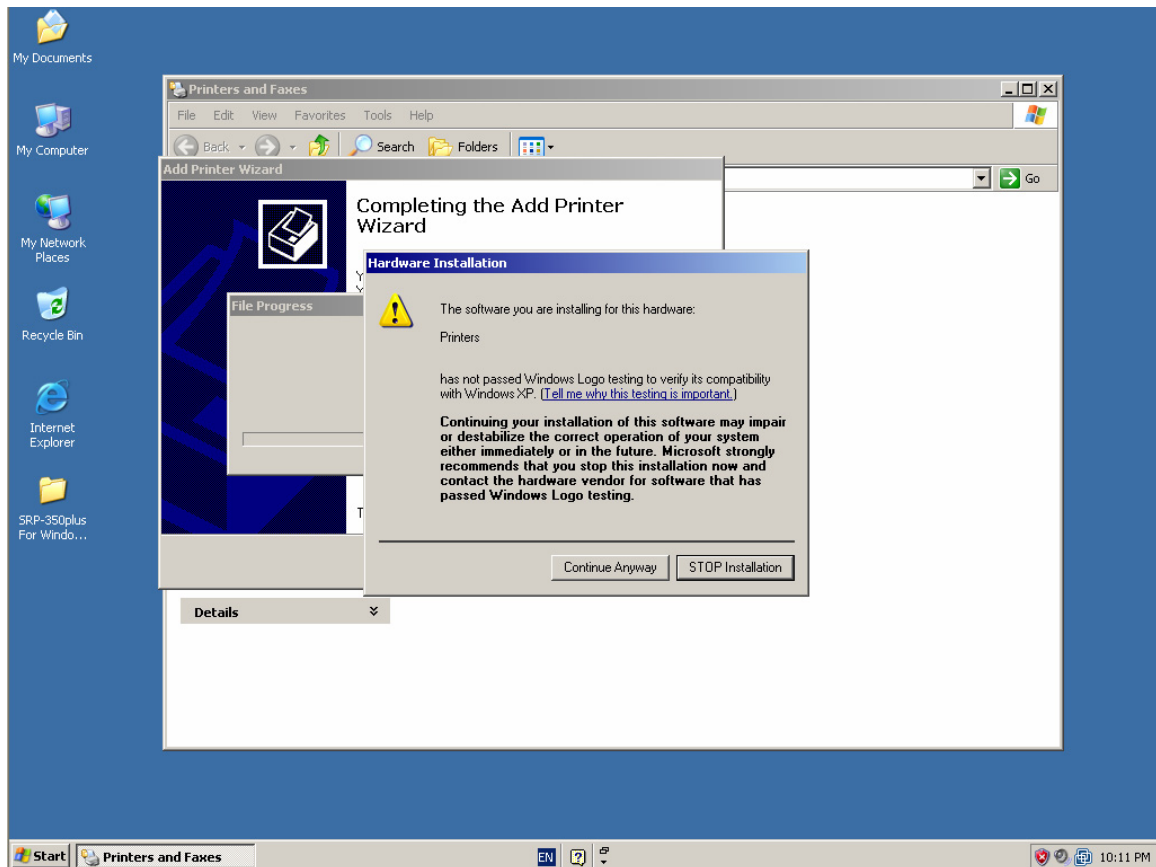 My Documents
My Computer
My Network
Places
Recycle Bin
Internet
Explorer
SRP-350plus
For Windo...
Printers and Faxes
File Edit View Favorites Tools Help
Back Search Folders
Go
Add Printer Wizard
Completing the Add Printer
Wizard
File Progress
Hardware Installation
The software you are installing for this hardware:
Printers
has not passed Windows Logo testing to verify its compatibility
with Windows XP. (Tell me why this testing is important.)
Continuing your installation of this software may impair
or destabilize the correct operation of your system
either immediately or in the future. Microsoft strongly
recommends that you stop this installation now and
contact the hardware vendor for software that has
passed Windows Logo testing.
Continue Anyway STOP Installation
Details
Start Printers and Faxes EN 10:11 PM